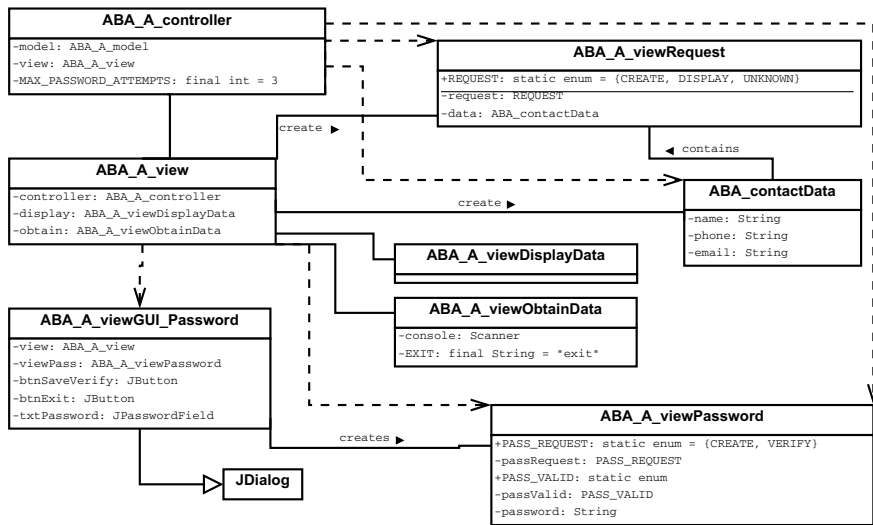 ABA_A_controller
-model: ABA_A_model
-view: ABA_A_view
-MAX_PASSWORD_ATTEMPTS: final int = 3
ABA_A_viewRequest
+REQUEST: static enum = {CREATE, DISPLAY, UNKNOWN}
-request: REQUEST
-data: ABA_contactData
create ▶
◀ contains
ABA_A_view
-controller: ABA_A_controller
-display: ABA_A_viewDisplayData
-obtain: ABA_A_viewObtainData
create ▶
ABA_contactData
-name: String
-phone: String
-email: String
ABA_A_viewDisplayData
ABA_A_viewObtainData
-console: Scanner
-EXIT: final String = "exit"
ABA_A_viewGUI_Password
-view: ABA_A_view
-viewPass: ABA_A_viewPassword
-btnSaveVerify: JButton
-btnExit: JButton
-txtPassword: JPasswordField
creates ▶
ABA_A_viewPassword
+PASS_REQUEST: static enum = {CREATE, VERIFY}
-passRequest: PASS_REQUEST
+PASS_VALID: static enum
-passValid: PASS_VALID
-password: String
JDialog